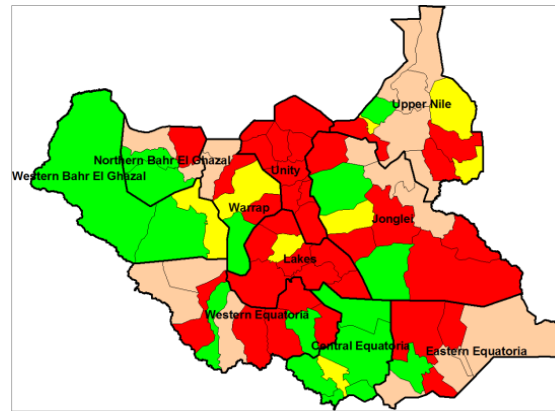 Upper Nile
Northern Bahr El Ghazal
Unity
Western Bahr El Ghazal
Warrap
Jonglei
Lakes
Western Equatoria
Central Equatoria
Eastern Equatoria